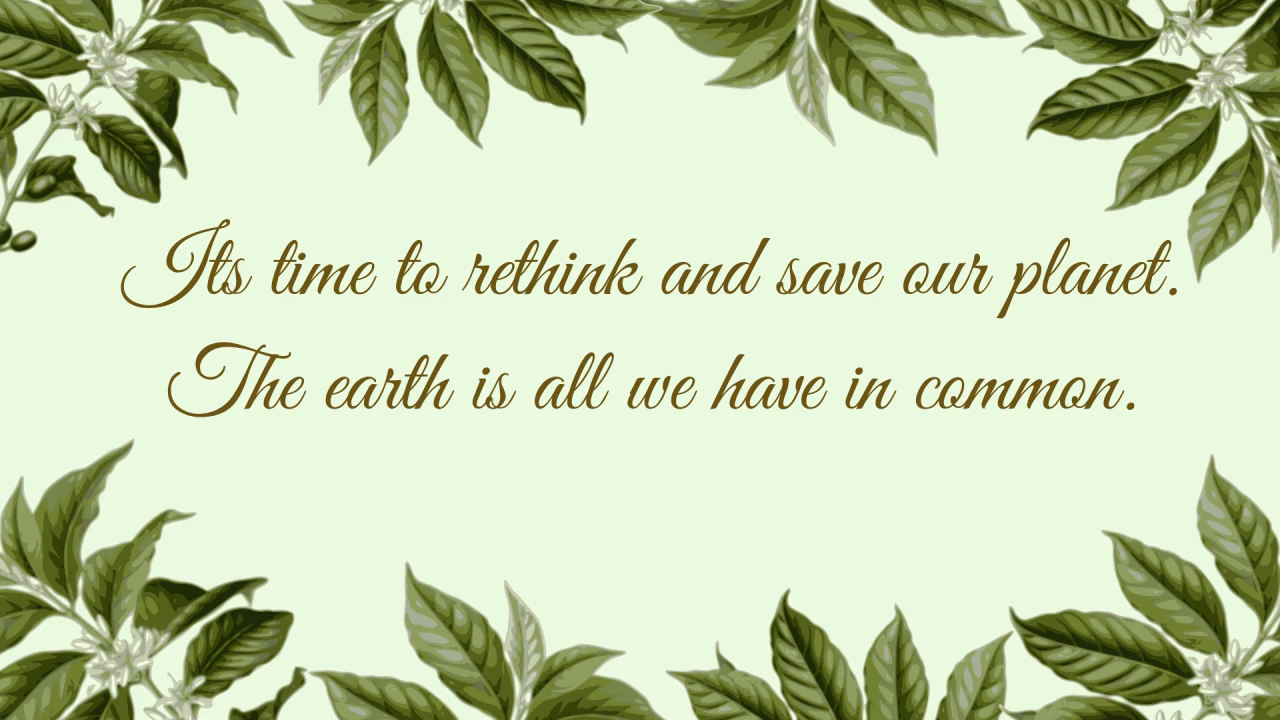 Its time to rethink and save our planet.
The earth is all we have in common.